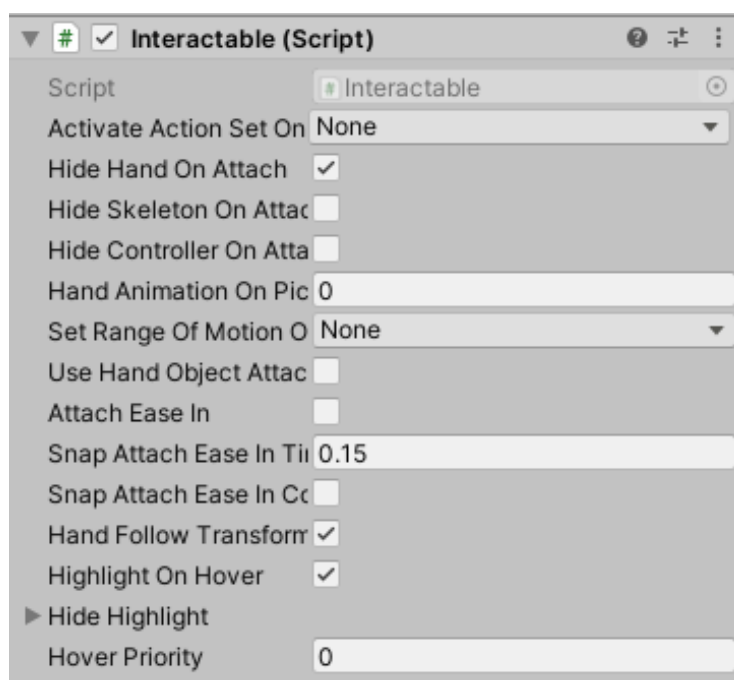 # Interactable (Script)
Script # Interactable
Activate Action Set On None
Hide Hand On Attach
Hide Skeleton On Attac
Hide Controller On Atta
Hand Animation On Pic 0
Set Range Of Motion O None
Use Hand Object Attac
Attach Ease In
Snap Attach Ease In Ti 0.15
Snap Attach Ease In Co
Hand Follow Transform
Highlight On Hover
Hide Highlight
Hover Priority 0